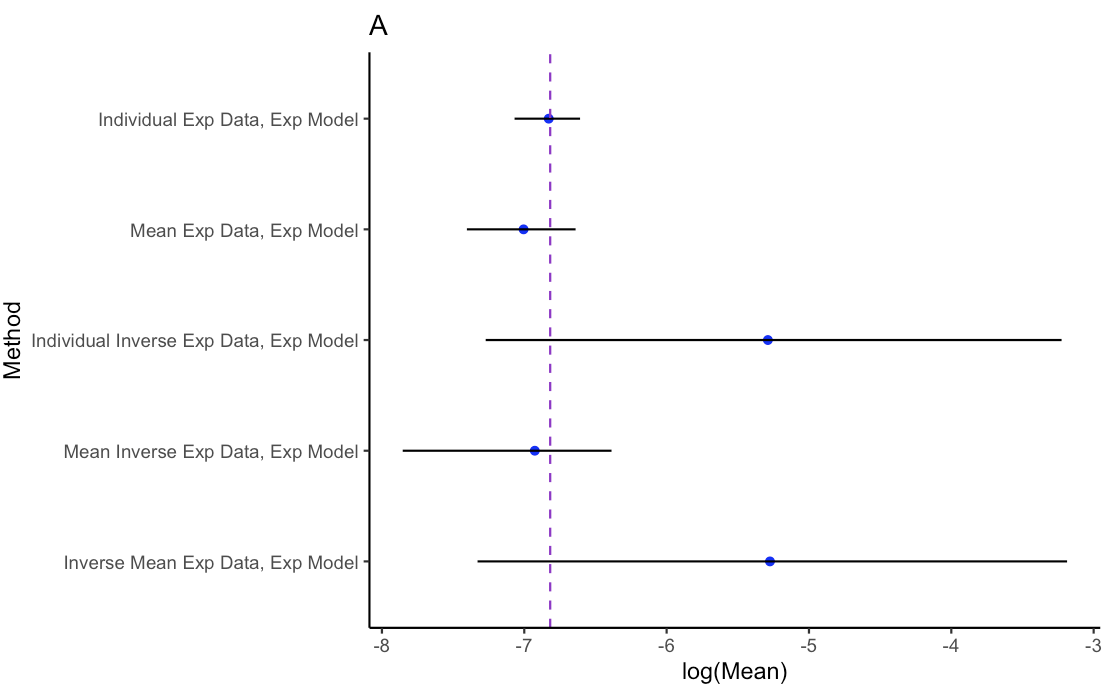 A
Individual Exp Data, Exp Model
Mean Exp Data, Exp Model
Individual Inverse Exp Data, Exp Model
Mean Inverse Exp Data, Exp Model
Inverse Mean Exp Data, Exp Model
Method
-8 -7 -6 -5 -4 -3
log(Mean)